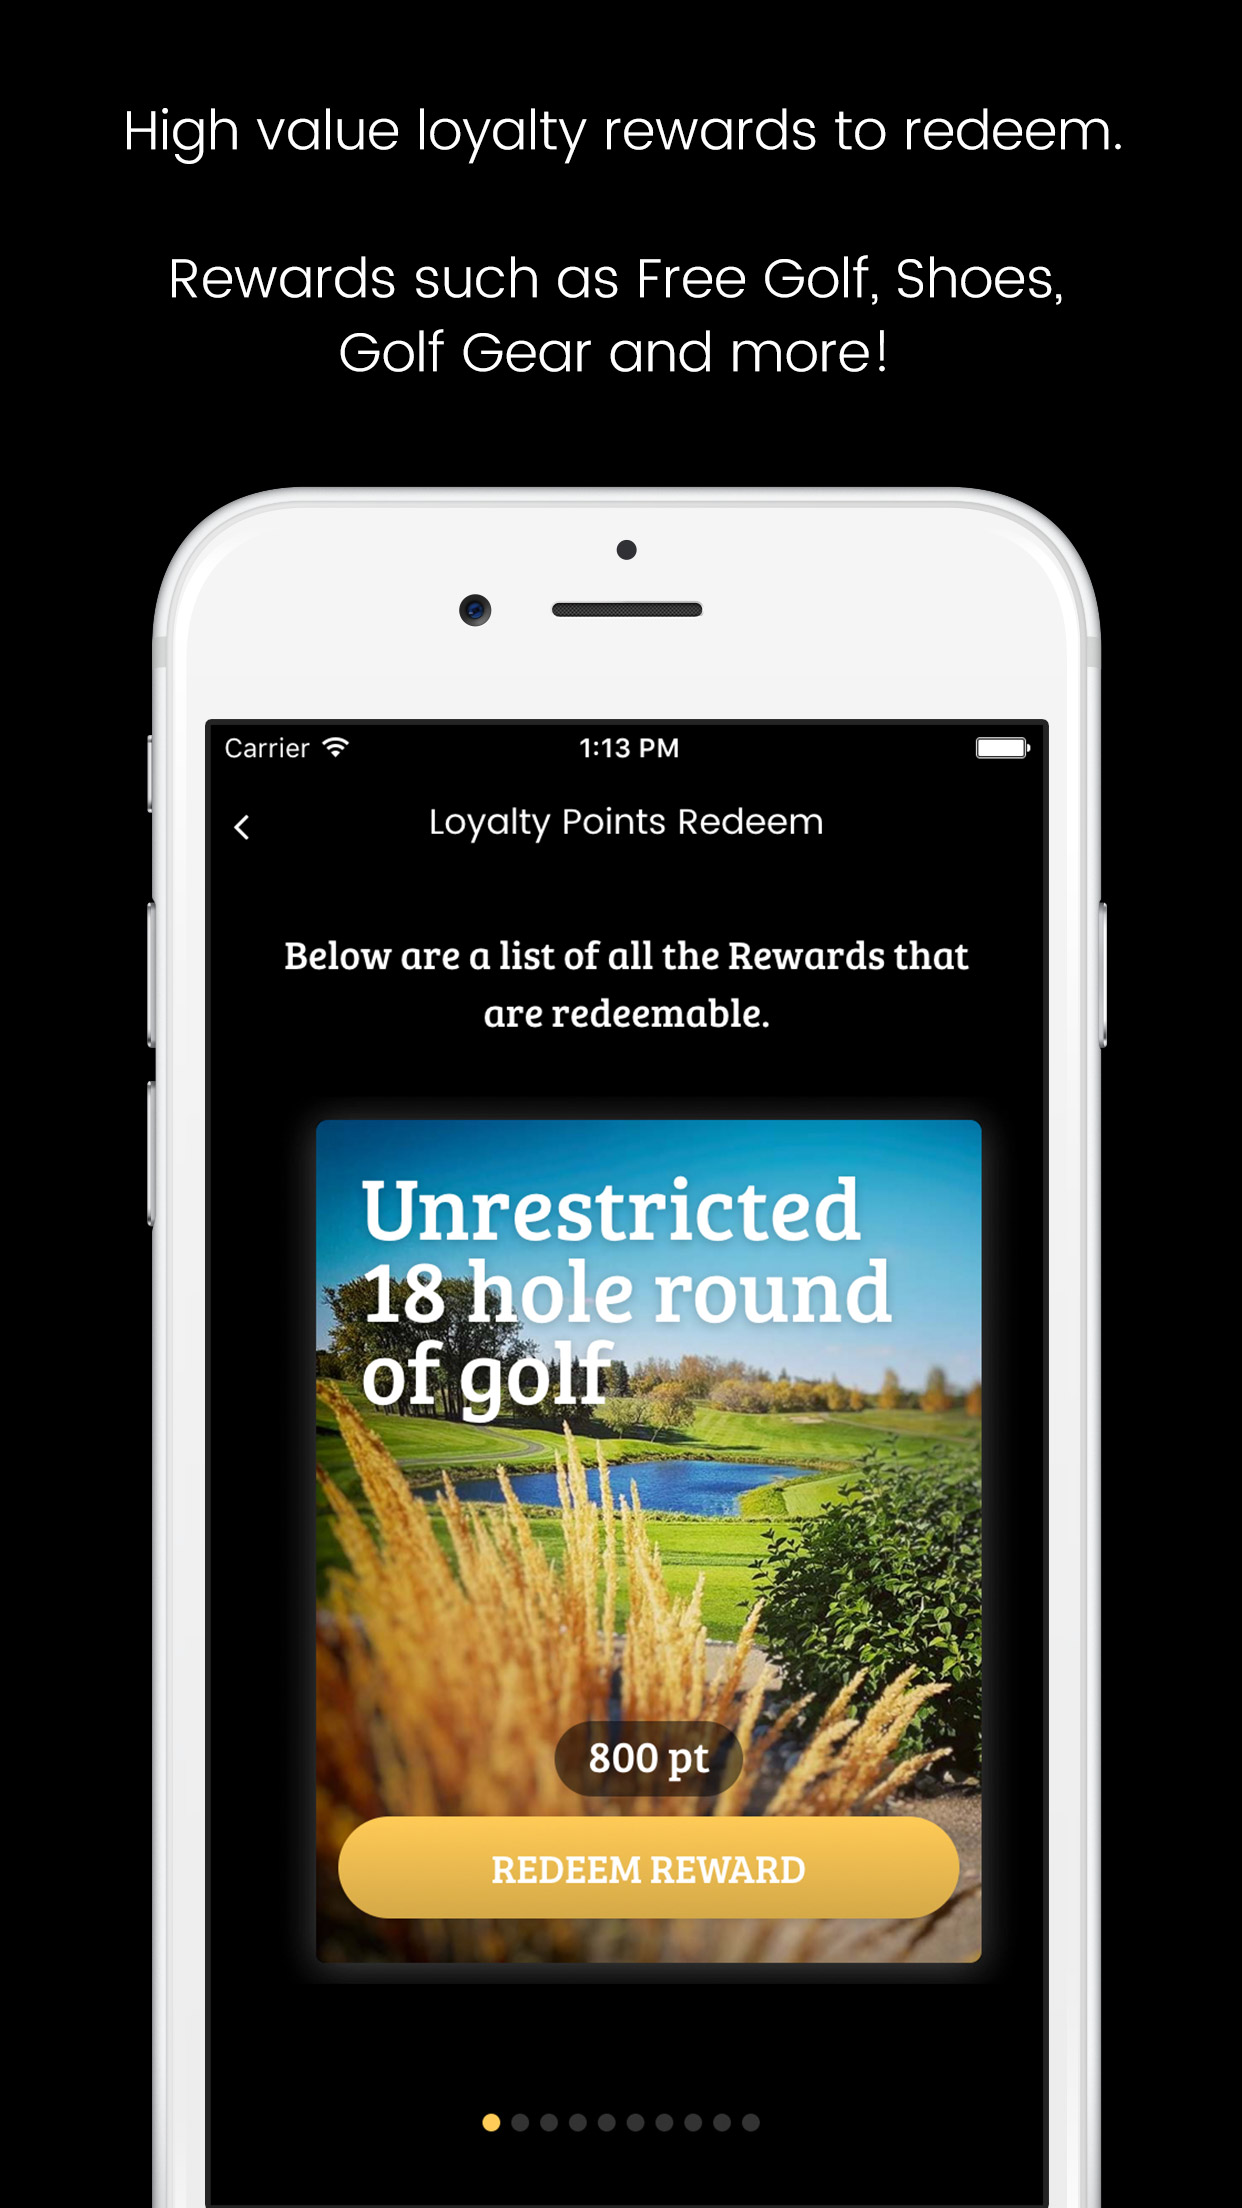 High value loyalty rewards to redeem.
Rewards such as Free Golf, Shoes,
Golf Gear and more!
Carrier 1:13 PM
Loyalty Points Redeem
Below are a list of all the Rewards that
are redeemable.
Unrestricted
18 hole round
of golf
800 pt
REDEEM REWARD